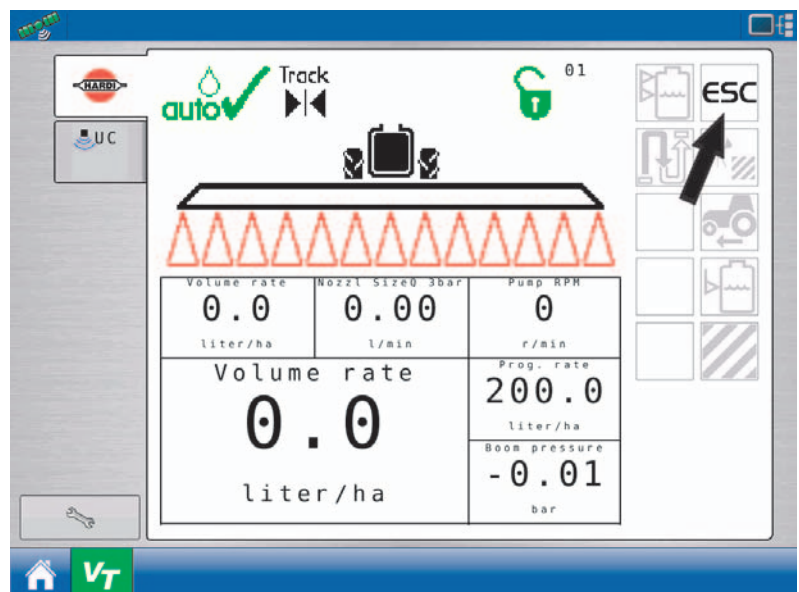 HARDI
UC
auto
Track
01
ESC
Volume rate
0.0
liter/ha
Nozzl SizeQ 3bar
0.00
l/min
Pump RPM
0
r/min
Volume rate
0.0
liter/ha
Prog. rate
200.0
liter/ha
Boom pressure
-0.01
bar
VT